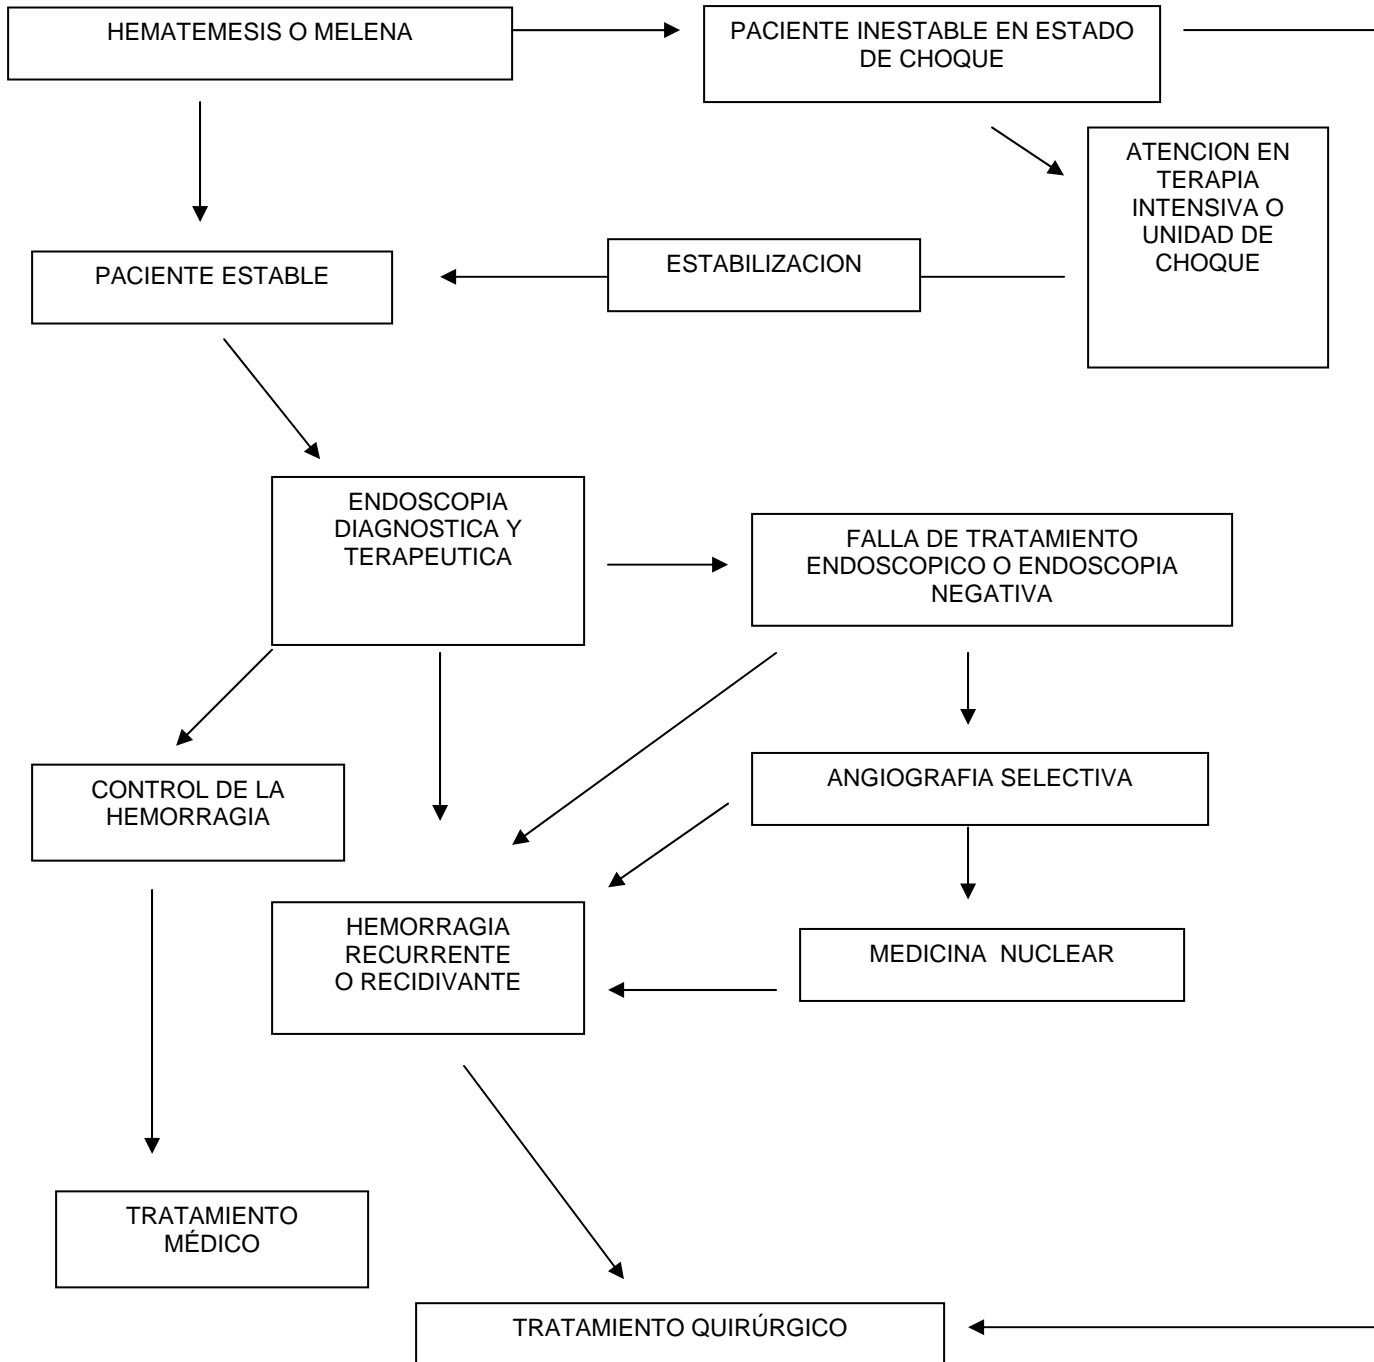 HEMATEMESIS O MELENA
PACIENTE INESTABLE EN ESTADO
DE CHOQUE
ATENCION EN
TERAPIA
INTENSIVA O
UNIDAD DE
CHOQUE
ESTABILIZACION
PACIENTE ESTABLE
ENDOSCOPIA
DIAGNOSTICA Y
TERAPEUTICA
FALLA DE TRATAMIENTO
ENDOSCOPICO O ENDOSCOPIA
NEGATIVA
CONTROL DE LA
HEMORRAGIA
ANGIOGRAFIA SELECTIVA
HEMORRAGIA
RECURRENTE
O RECIDIVANTE
MEDICINA  NUCLEAR
TRATAMIENTO
MÉDICO
TRATAMIENTO QUIRÚRGICO